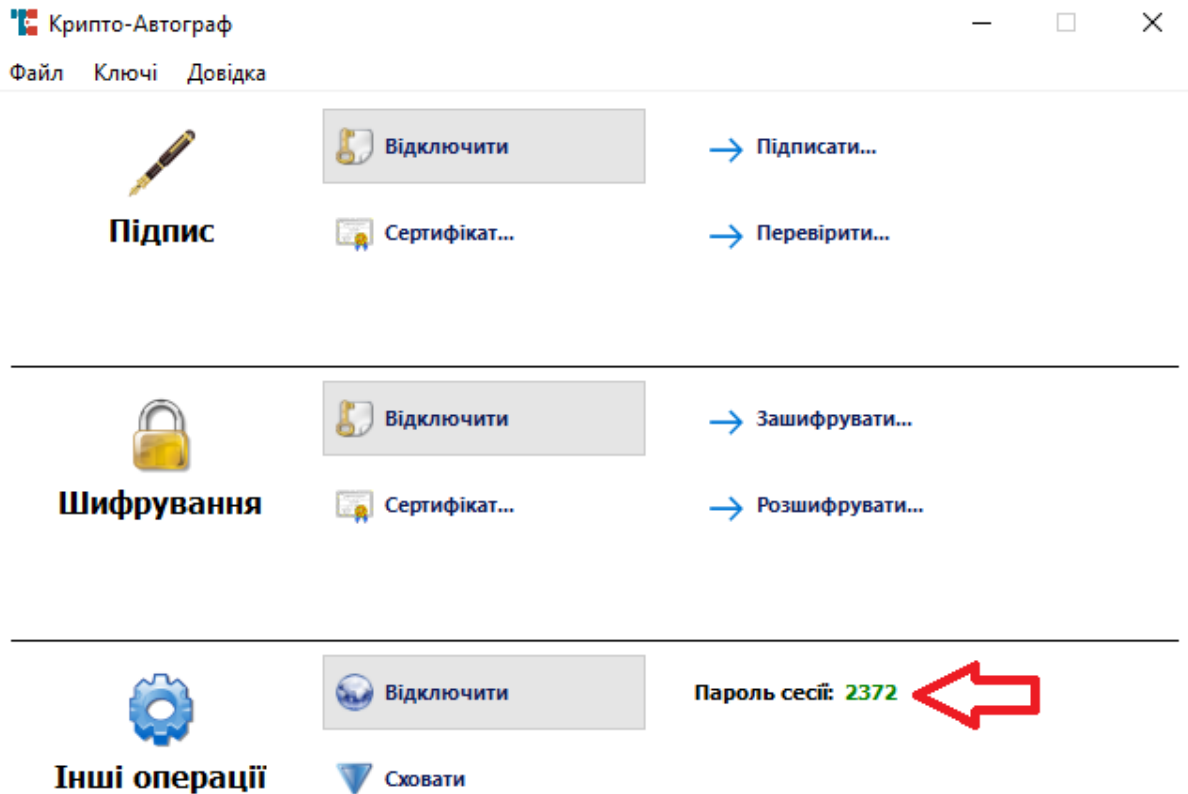 Крипто-Автограф
Файл Ключі Довідка
Відключити Підписати...
Підпис
Сертифікат... Перевірити...
Відключити Зашифрувати...
Шифрування
Сертифікат... Розшифрувати...
Відключити Пароль сесії: 2372
Інші операції
Сховати